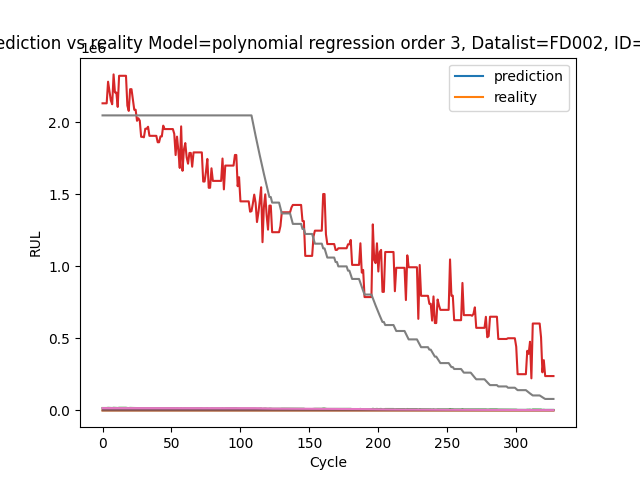 ediction vs reality Model=polynomial regression order 3, Datalist=FD002, ID=
1e6
prediction
reality
2.0
1.5
1.0
0.5
0.0
RUL
0 50 100 150 200 250 300
Cycle